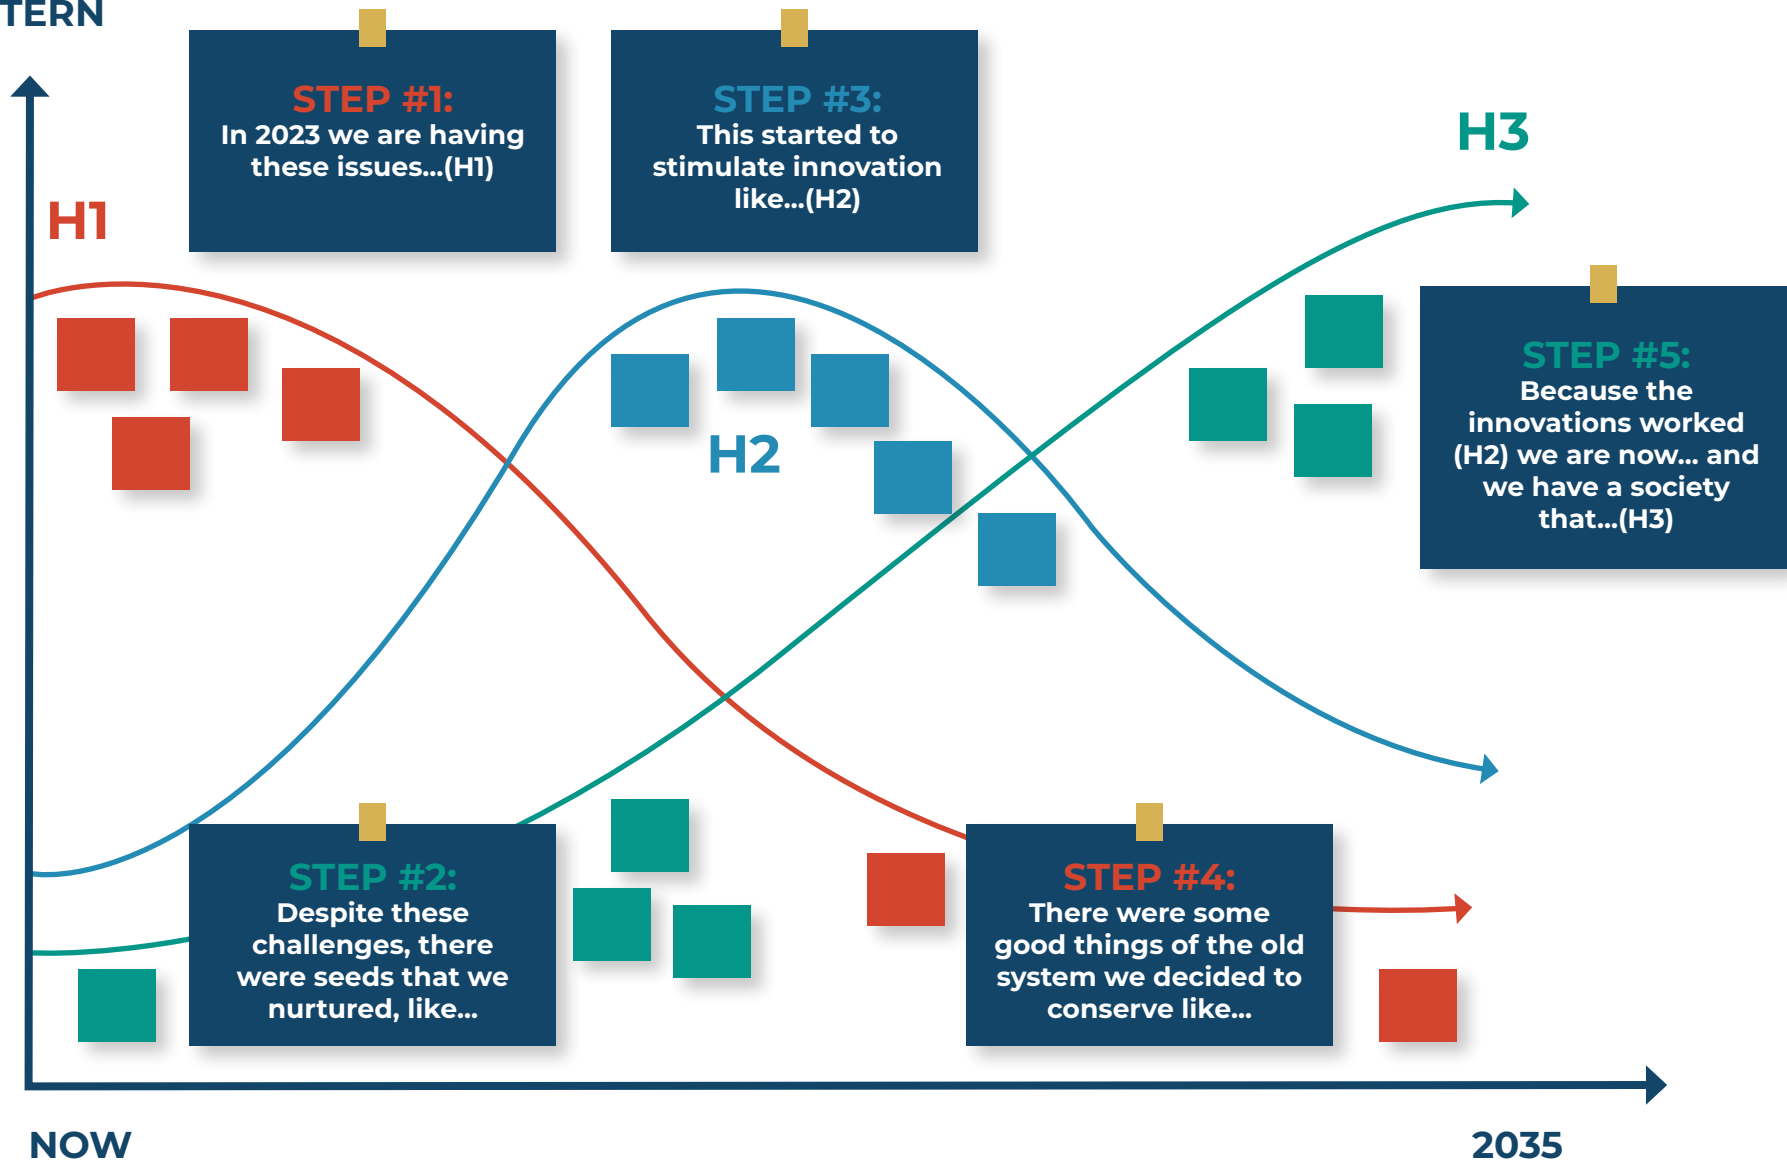 TERN
STEP #1:
In 2023 we are having
these issues...(H1)
STEP #3:
This started to
stimulate innovation
like...(H2)
H3
H1
STEP #5:
Because the
innovations worked
(H2) we are now... and
we have a society
that...(H3)
H2
STEP #2:
Despite these
challenges, there
were seeds that we
nurtured, like...
STEP #4:
There were some
good things of the old
system we decided to
conserve like...
NOW
2035